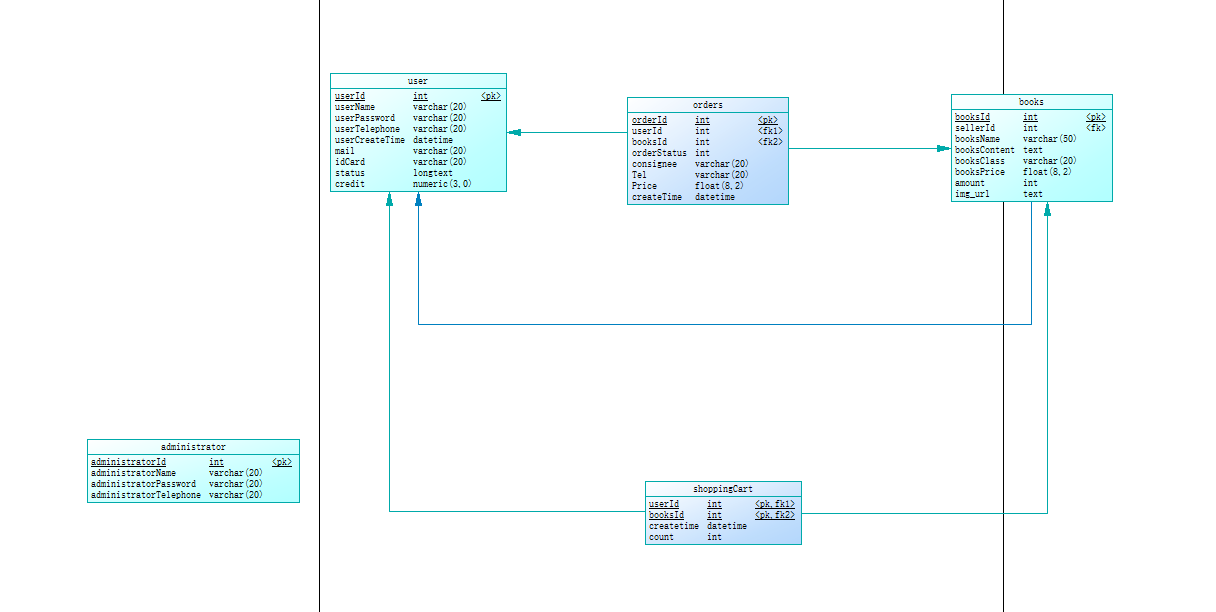 user
userId int <pk>
userName varchar(20)
userPassword varchar(20)
userTelephone varchar(20)
userCreateTime datetime
mail varchar(20)
idCard varchar(20)
status longtext
credit numeric(3,0)
orders
orderId int <pk>
userId int <fk1>
booksId int <fk2>
orderStatus int
consignee varchar(20)
Tel varchar(20)
Price float(8,2)
createTime datetime
books
booksId int <pk>
sellerId int <fk>
booksName varchar(50)
booksContent text
booksClass varchar(20)
booksPrice float(8,2)
amount int
img_url text
administrator
administratorId int <pk>
administratorName varchar(20)
administratorPassword varchar(20)
administratorTelephone varchar(20)
shoppingCart
userId int <pk,fk1>
booksId int <pk,fk2>
createtime datetime
count int